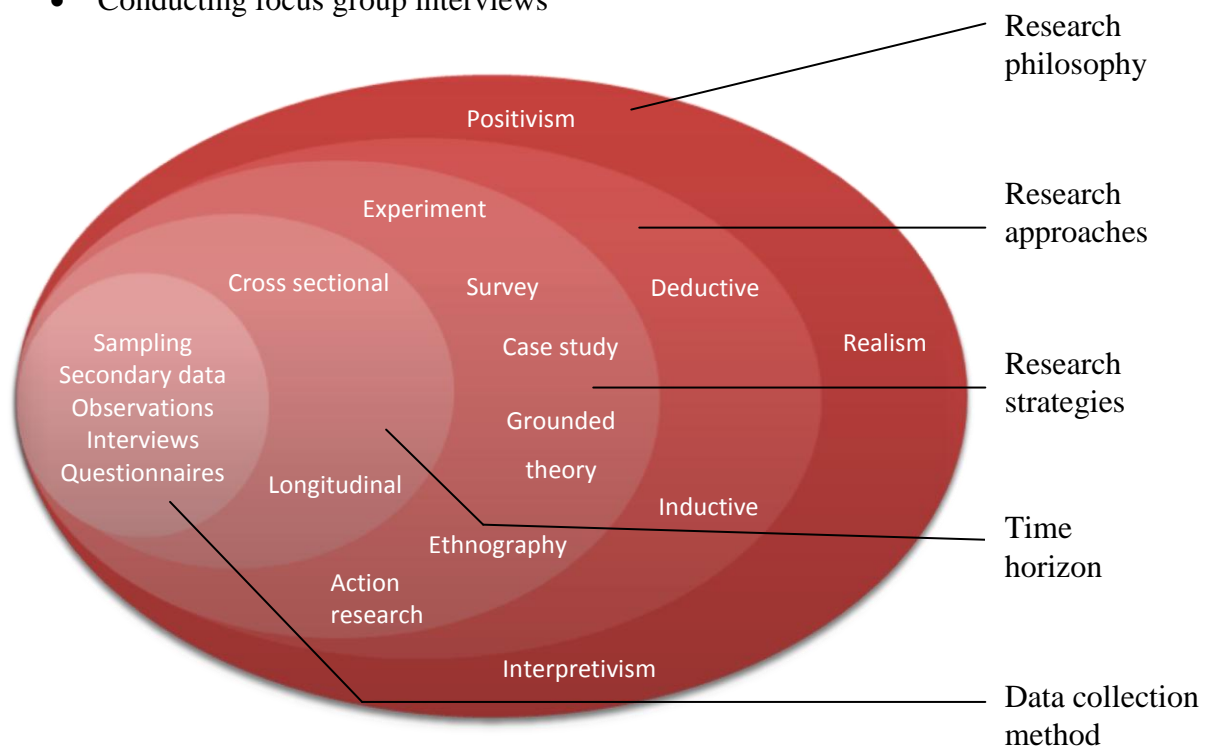 • Conducting focus group interviews
Research
philosophy
Positivism
Research
approaches
Experiment
Cross sectional
Survey
Deductive
Sampling
Secondary data
Observations
Interviews
Questionnaires
Case study
Realism
Research
strategies
Grounded
theory
Longitudinal
Inductive
Ethnography
Time
horizon
Action
research
Interpretivism
Data collection
method